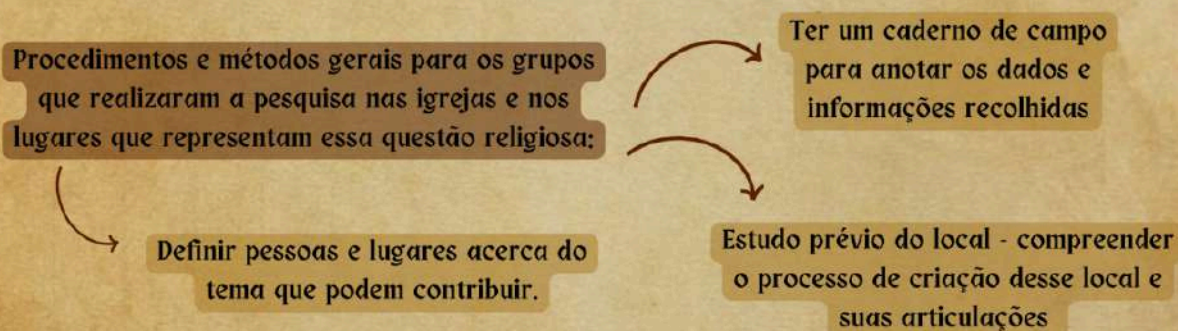 Procedimentos e métodos gerais para os grupos
que realizaram a pesquisa nas igrejas e nos
lugares que representam essa questão religiosa:
Ter um caderno de campo
para anotar os dados e
informações recolhidas
Definir pessoas e lugares acerca do
tema que podem contribuir.
Estudo prévio do local - compreender
o processo de criação desse local e
suas articulações